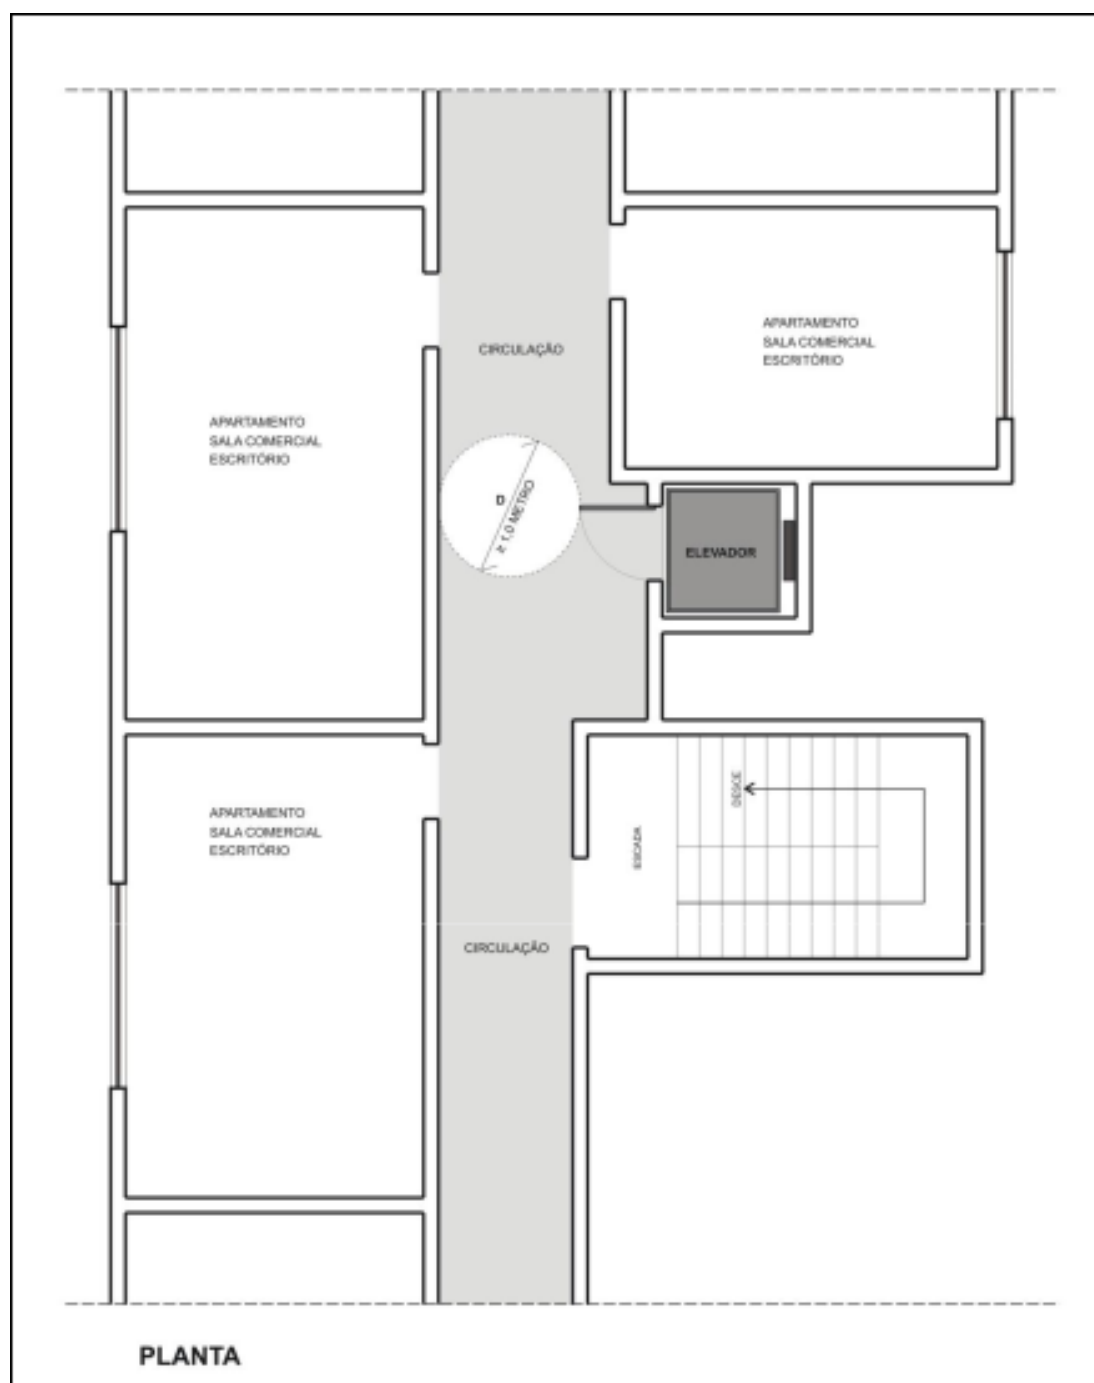 CIRCULAÇÃO
APARTAMENTO
SALA COMERCIAL
ESCRITÓRIO
APARTAMENTO
SALA COMERCIAL
ESCRITÓRIO
D
≥ 1,0 METRO
ELEVADOR
DESCE
ESCADA
APARTAMENTO
SALA COMERCIAL
ESCRITÓRIO
CIRCULAÇÃO
PLANTA